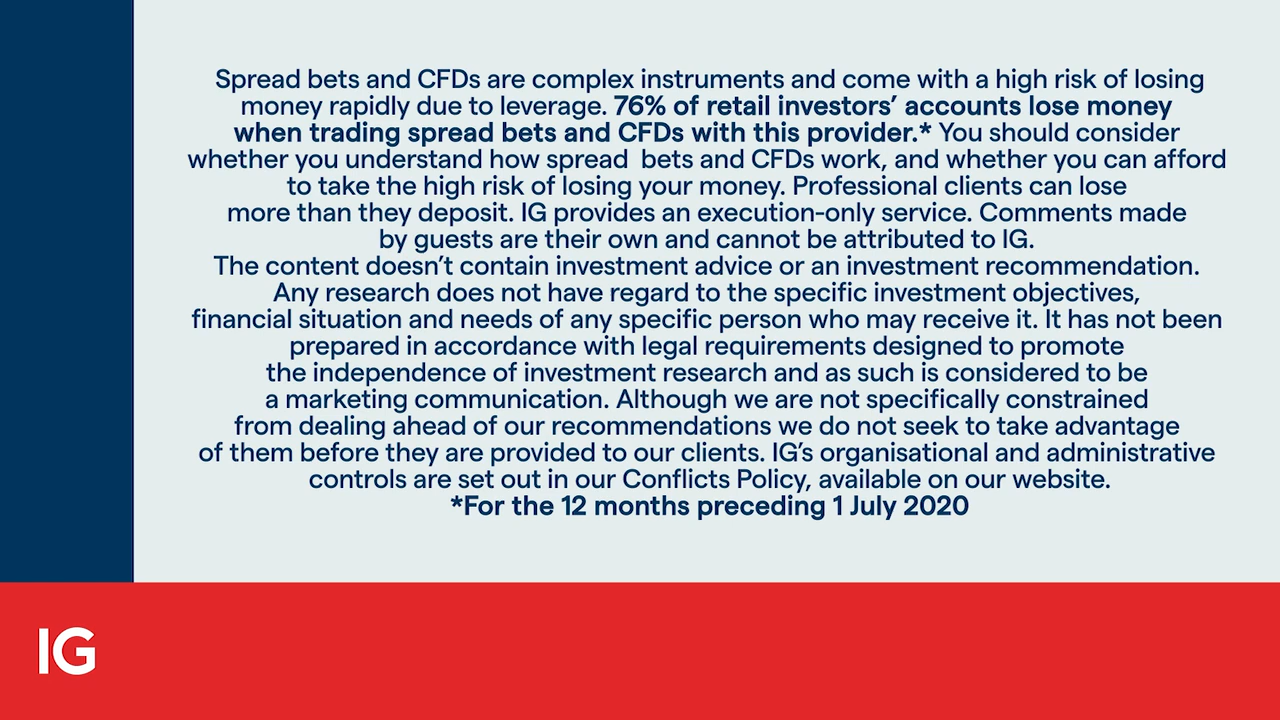 Spread bets and CFDs are complex instruments and come with a high risk of losing
money rapidly due to leverage. 76% of retail investors’ accounts lose money
when trading spread bets and CFDs with this provider.* You should consider
whether you understand how spread  bets and CFDs work, and whether you can afford
to take the high risk of losing your money. Professional clients can lose
more than they deposit. IG provides an execution-only service. Comments made
by guests are their own and cannot be attributed to IG.
The content doesn’t contain investment advice or an investment recommendation.
Any research does not have regard to the specific investment objectives,
financial situation and needs of any specific person who may receive it. It has not been
prepared in accordance with legal requirements designed to promote
the independence of investment research and as such is considered to be
a marketing communication. Although we are not specifically constrained
from dealing ahead of our recommendations we do not seek to take advantage
of them before they are provided to our clients. IG’s organisational and administrative
controls are set out in our Conflicts Policy, available on our website.
*For the 12 months preceding 1 July 2020
IG